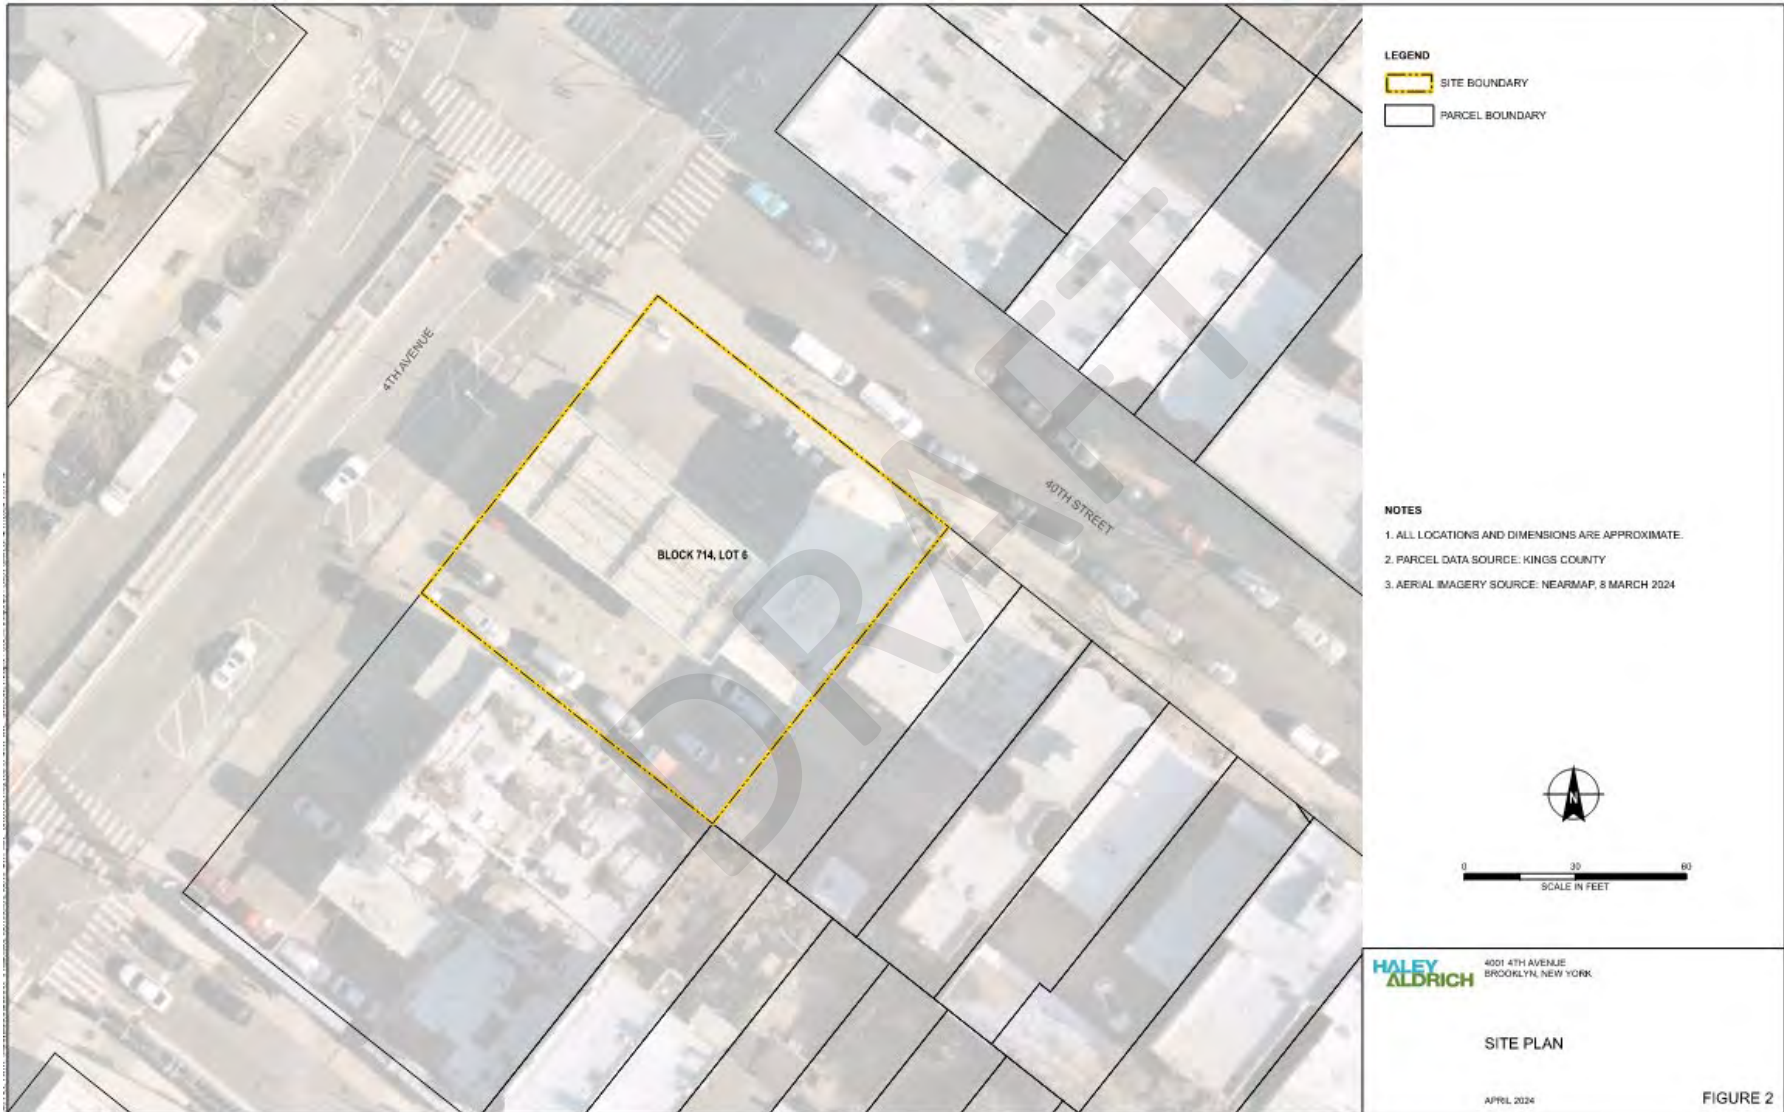 LEGEND
SITE BOUNDARY
PARCEL BOUNDARY
4TH AVENUE
40TH STREET
BLOCK 714, LOT 6
DRAFT
NOTES
1. ALL LOCATIONS AND DIMENSIONS ARE APPROXIMATE.
2. PARCEL DATA SOURCE: KINGS COUNTY
3. AERIAL IMAGERY SOURCE: NEARMAP, 8 MARCH 2024
N
0 30 60
SCALE IN FEET
HALEY
ALDRICH
4001 4TH AVENUE
BROOKLYN, NEW YORK
SITE PLAN
APRIL 2024
FIGURE 2